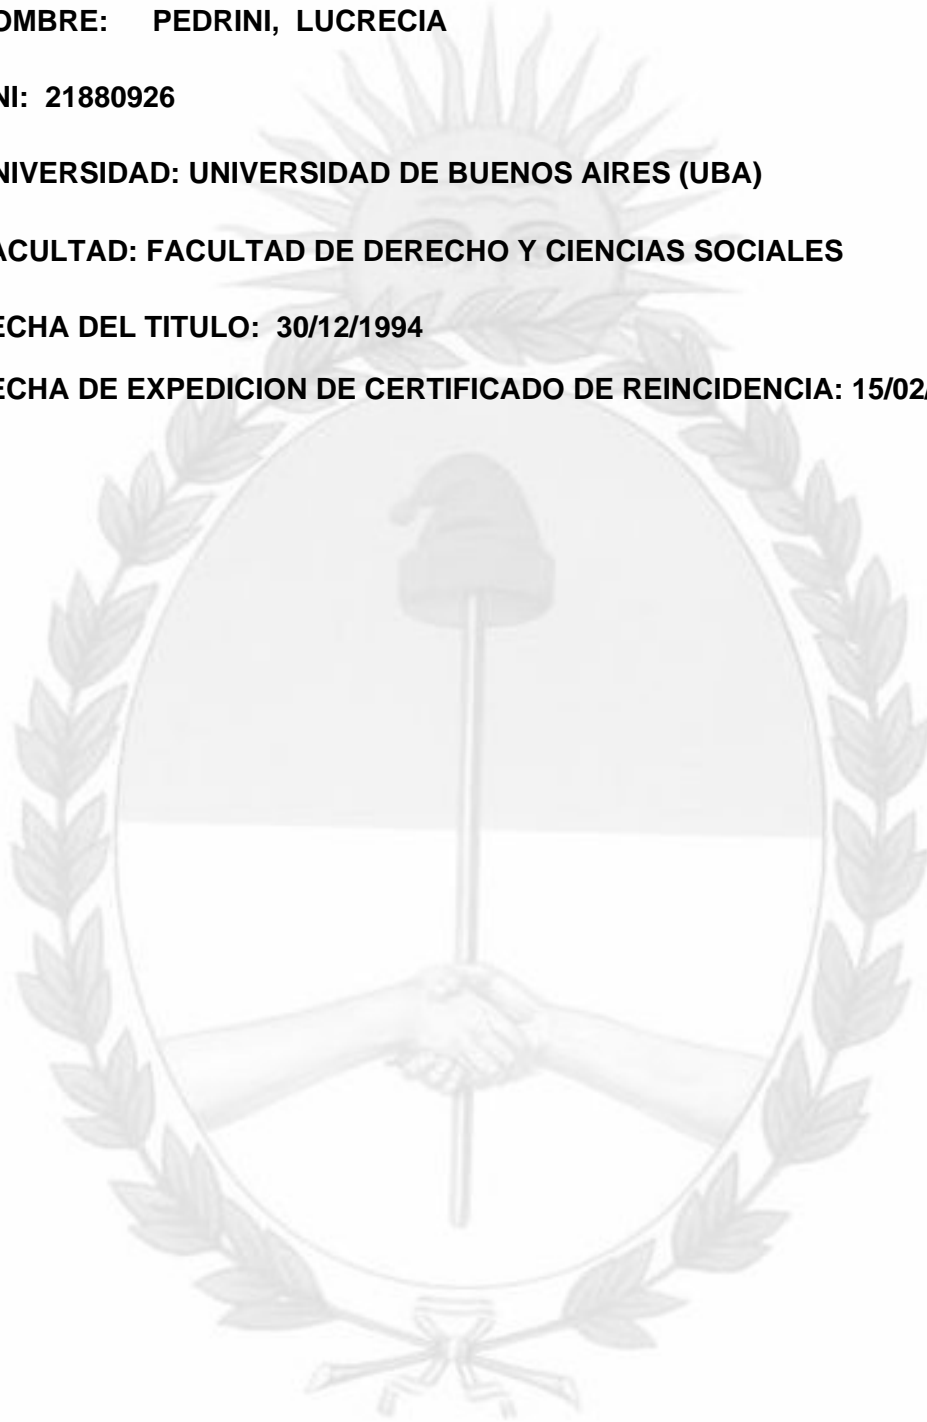 OMBRE: PEDRINI, LUCRECIA
NI: 21880926
NIVERSIDAD: UNIVERSIDAD DE BUENOS AIRES (UBA)
ACULTAD: FACULTAD DE DERECHO Y CIENCIAS SOCIALES
ECHA DEL TITULO: 30/12/1994
ECHA DE EXPEDICION DE CERTIFICADO DE REINCIDENCIA: 15/02/